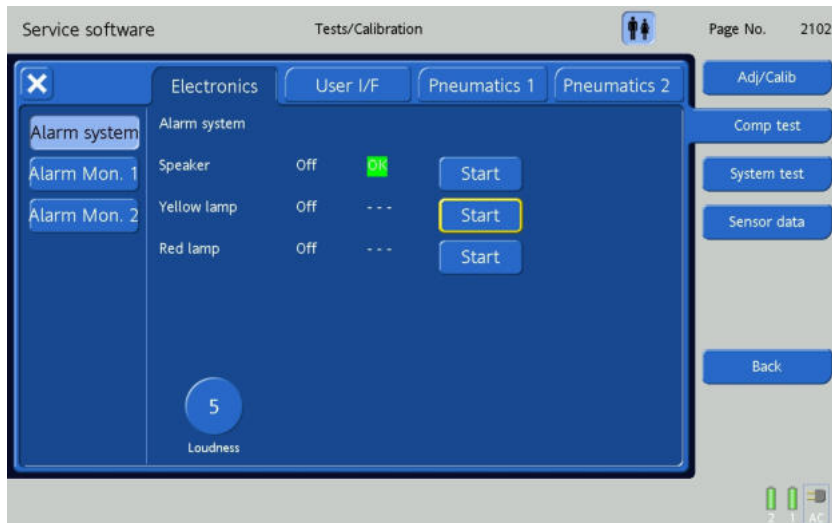 Service software Tests/Calibration Page No. 2102
Electronics User I/F Pneumatics 1 Pneumatics 2 Adj/Calib
Alarm system Alarm system Comp test
Speaker Off OK Start System test
Alarm Mon. 1
Alarm Mon. 2 Yellow lamp Off --- Start Sensor data
Red lamp Off --- Start
Back
5
Loudness
2 1 AC